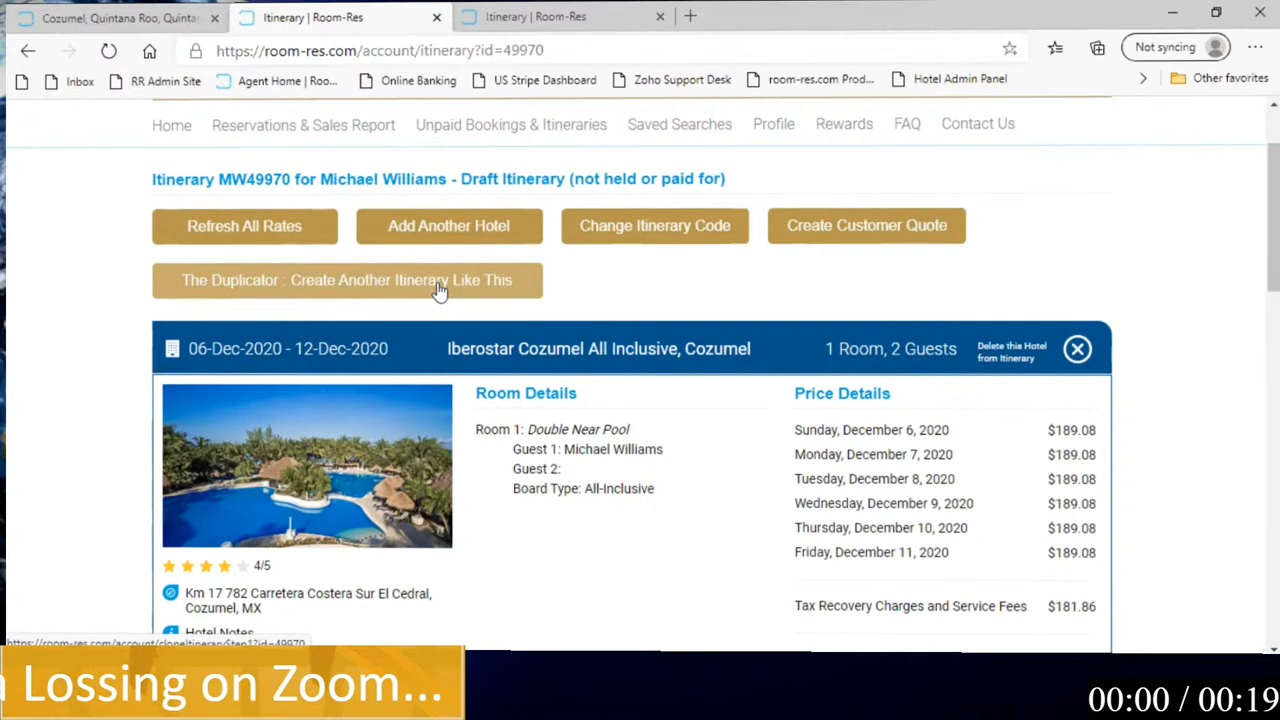 Cozumel, Quintana Roo, Quinta
Itinerary | Room-Res
Itinerary | Room-Res
https://room-res.com/account/itinerary?id=49970
Not syncing
Inbox
RR Admin Site
Agent Home | Roo...
Online Banking
US Stripe Dashboard
Zoho Support Desk
room-res.com Prod...
Hotel Admin Panel
Other favorites
Home
Reservations & Sales Report
Unpaid Bookings & Itineraries
Saved Searches
Profile
Rewards
FAQ
Contact Us
Itinerary MW49970 for Michael Williams - Draft Itinerary (not held or paid for)
Refresh All Rates
Add Another Hotel
Change Itinerary Code
Create Customer Quote
The Duplicator : Create Another Itinerary Like This
06-Dec-2020 - 12-Dec-2020
Iberostar Cozumel All Inclusive, Cozumel
1 Room, 2 Guests
Delete this Hotel
from Itinerary
Room Details
Room 1: Double Near Pool
Guest 1: Michael Williams
Guest 2:
Board Type: All-Inclusive
Price Details
Sunday, December 6, 2020 $189.08
Monday, December 7, 2020 $189.08
Tuesday, December 8, 2020 $189.08
Wednesday, December 9, 2020 $189.08
Thursday, December 10, 2020 $189.08
Friday, December 11, 2020 $189.08
Tax Recovery Charges and Service Fees $181.86
4/5
Km 17 782 Carretera Costera Sur El Cedral,
Cozumel, MX
Hotel Notes
https://room-res.com/account/cloneItineraryStep1?id=49970
Lossing on Zoom...
00:00 / 00:19